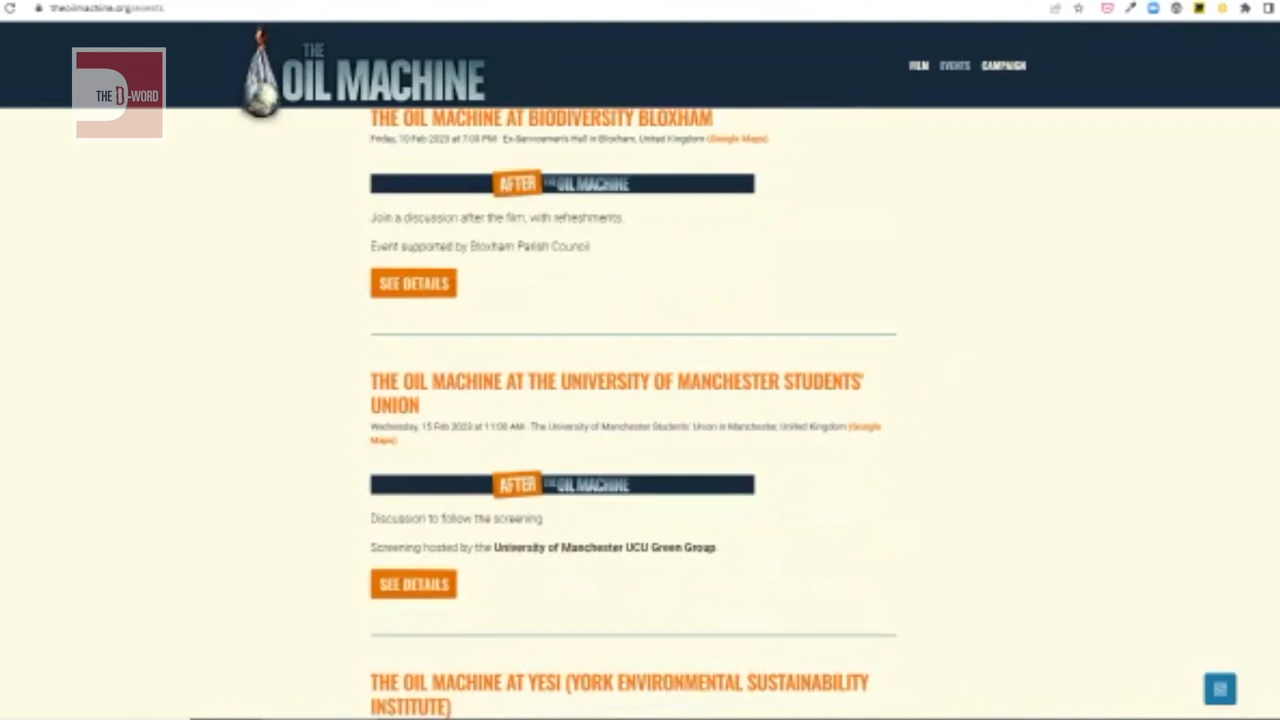 theoilmachine.org/events
THE D-WORD
THE
OIL MACHINE
FILM EVENTS CAMPAIGN
THE OIL MACHINE AT BIODIVERSITY BLOXHAM
Friday, 10 Feb 2023 at 7:00 PM · Ex-Servicemen's Hall in Bloxham, United Kingdom (Google Maps)
AFTER THE OIL MACHINE
Join a discussion after the film, with refreshments.
Event supported by Bloxham Parish Council
SEE DETAILS
THE OIL MACHINE AT THE UNIVERSITY OF MANCHESTER STUDENTS'
UNION
Wednesday, 15 Feb 2023 at 11:00 AM · The University of Manchester Students' Union in Manchester, United Kingdom (Google
Maps)
AFTER THE OIL MACHINE
Discussion to follow the screening
Screening hosted by the University of Manchester UCU Green Group.
SEE DETAILS
THE OIL MACHINE AT YESI (YORK ENVIRONMENTAL SUSTAINABILITY
INSTITUTE)